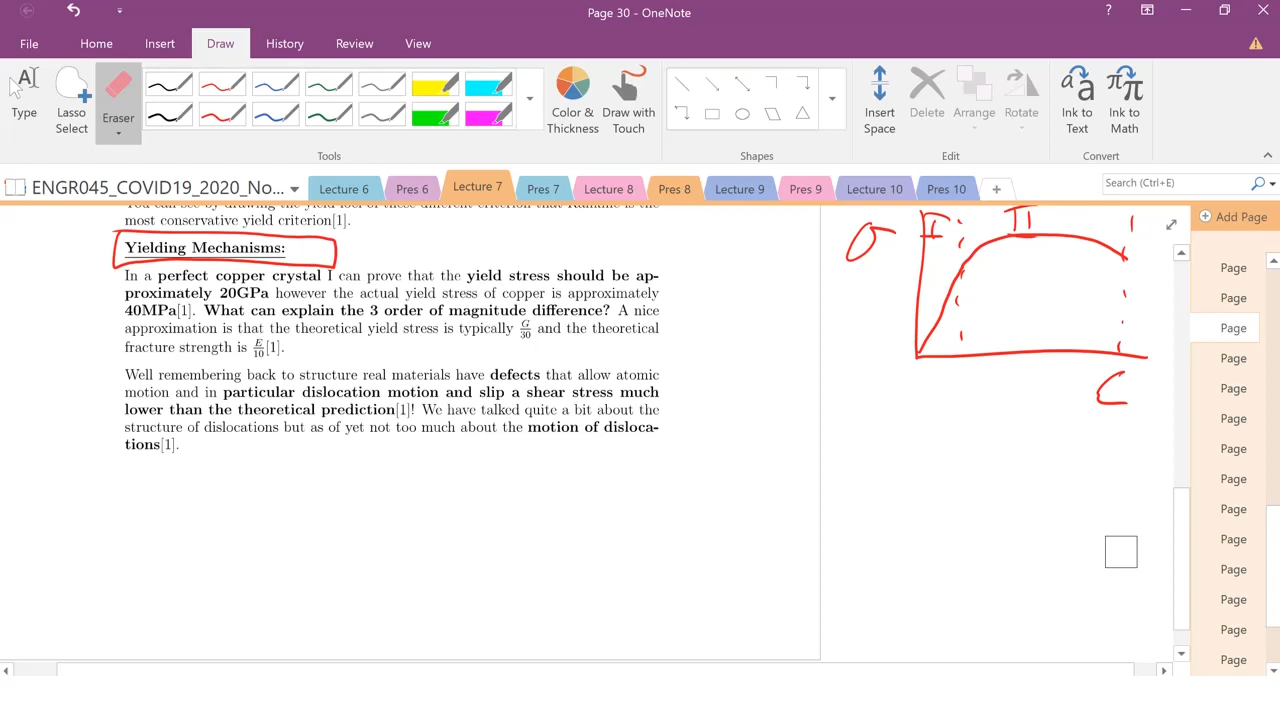 Page 30 - OneNote
File Home Insert Draw History Review View
Type
Lasso Select
Eraser
Color & Thickness
Draw with Touch
Insert Space
Delete
Arrange
Rotate
Ink to Text
Ink to Math
Tools
Shapes
Edit
Convert
ENGR045_COVID19_2020_No...
Lecture 6 Pres 6 Lecture 7 Pres 7 Lecture 8 Pres 8 Lecture 9 Pres 9 Lecture 10 Pres 10
Search (Ctrl+E)
Add Page
most conservative yield criterion[1].
Yielding Mechanisms:
In a perfect copper crystal I can prove that the yield stress should be ap-
proximately 20GPa however the actual yield stress of copper is approximately
40MPa[1]. What can explain the 3 order of magnitude difference? A nice
approximation is that the theoretical yield stress is typically G/30 and the theoretical
fracture strength is E/10[1].
Well remembering back to structure real materials have defects that allow atomic
motion and in particular dislocation motion and slip a shear stress much
lower than the theoretical prediction[1]! We have talked quite a bit about the
structure of dislocations but as of yet not too much about the motion of disloca-
tions[1].
σ
I
II
Page
Page
Page
Page
Page
Page
Page
Page
Page
Page
Page
Page
Page
Page